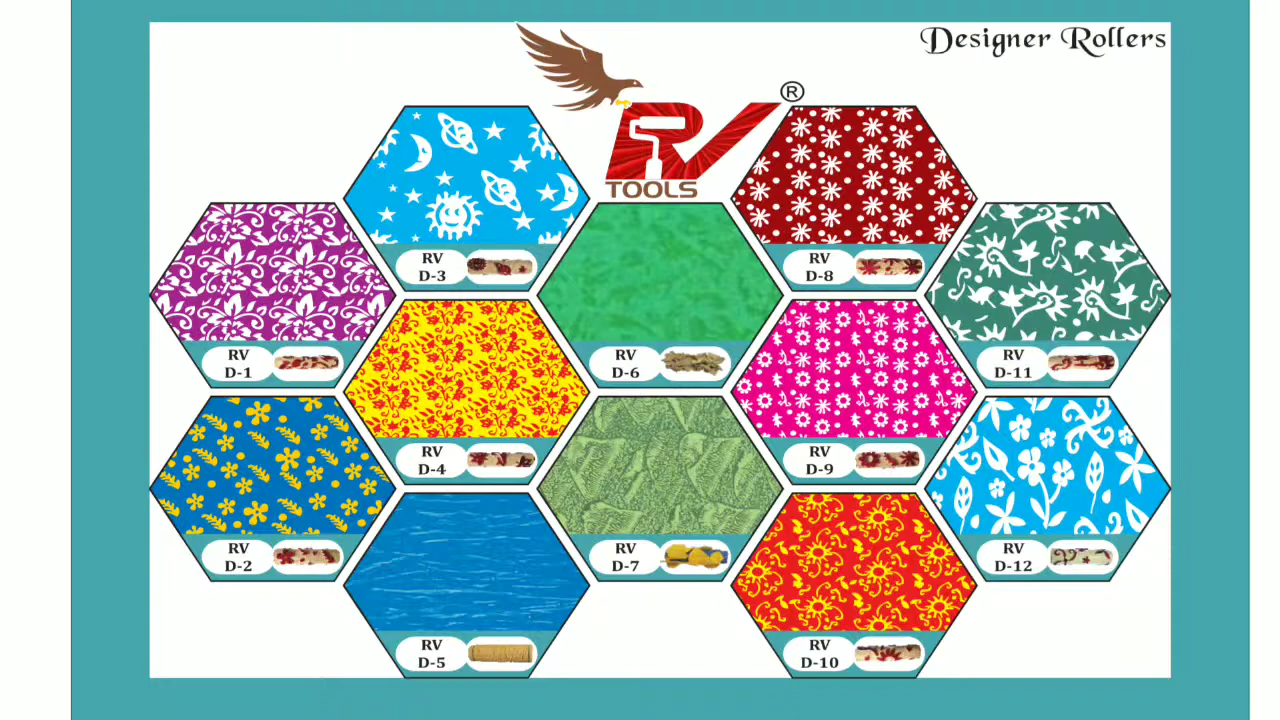 Designer Rollers
RV
®
TOOLS
RV
D-3
RV
D-8
RV
D-1
RV
D-6
RV
D-11
RV
D-4
RV
D-9
RV
D-2
RV
D-7
RV
D-12
RV
D-5
RV
D-10